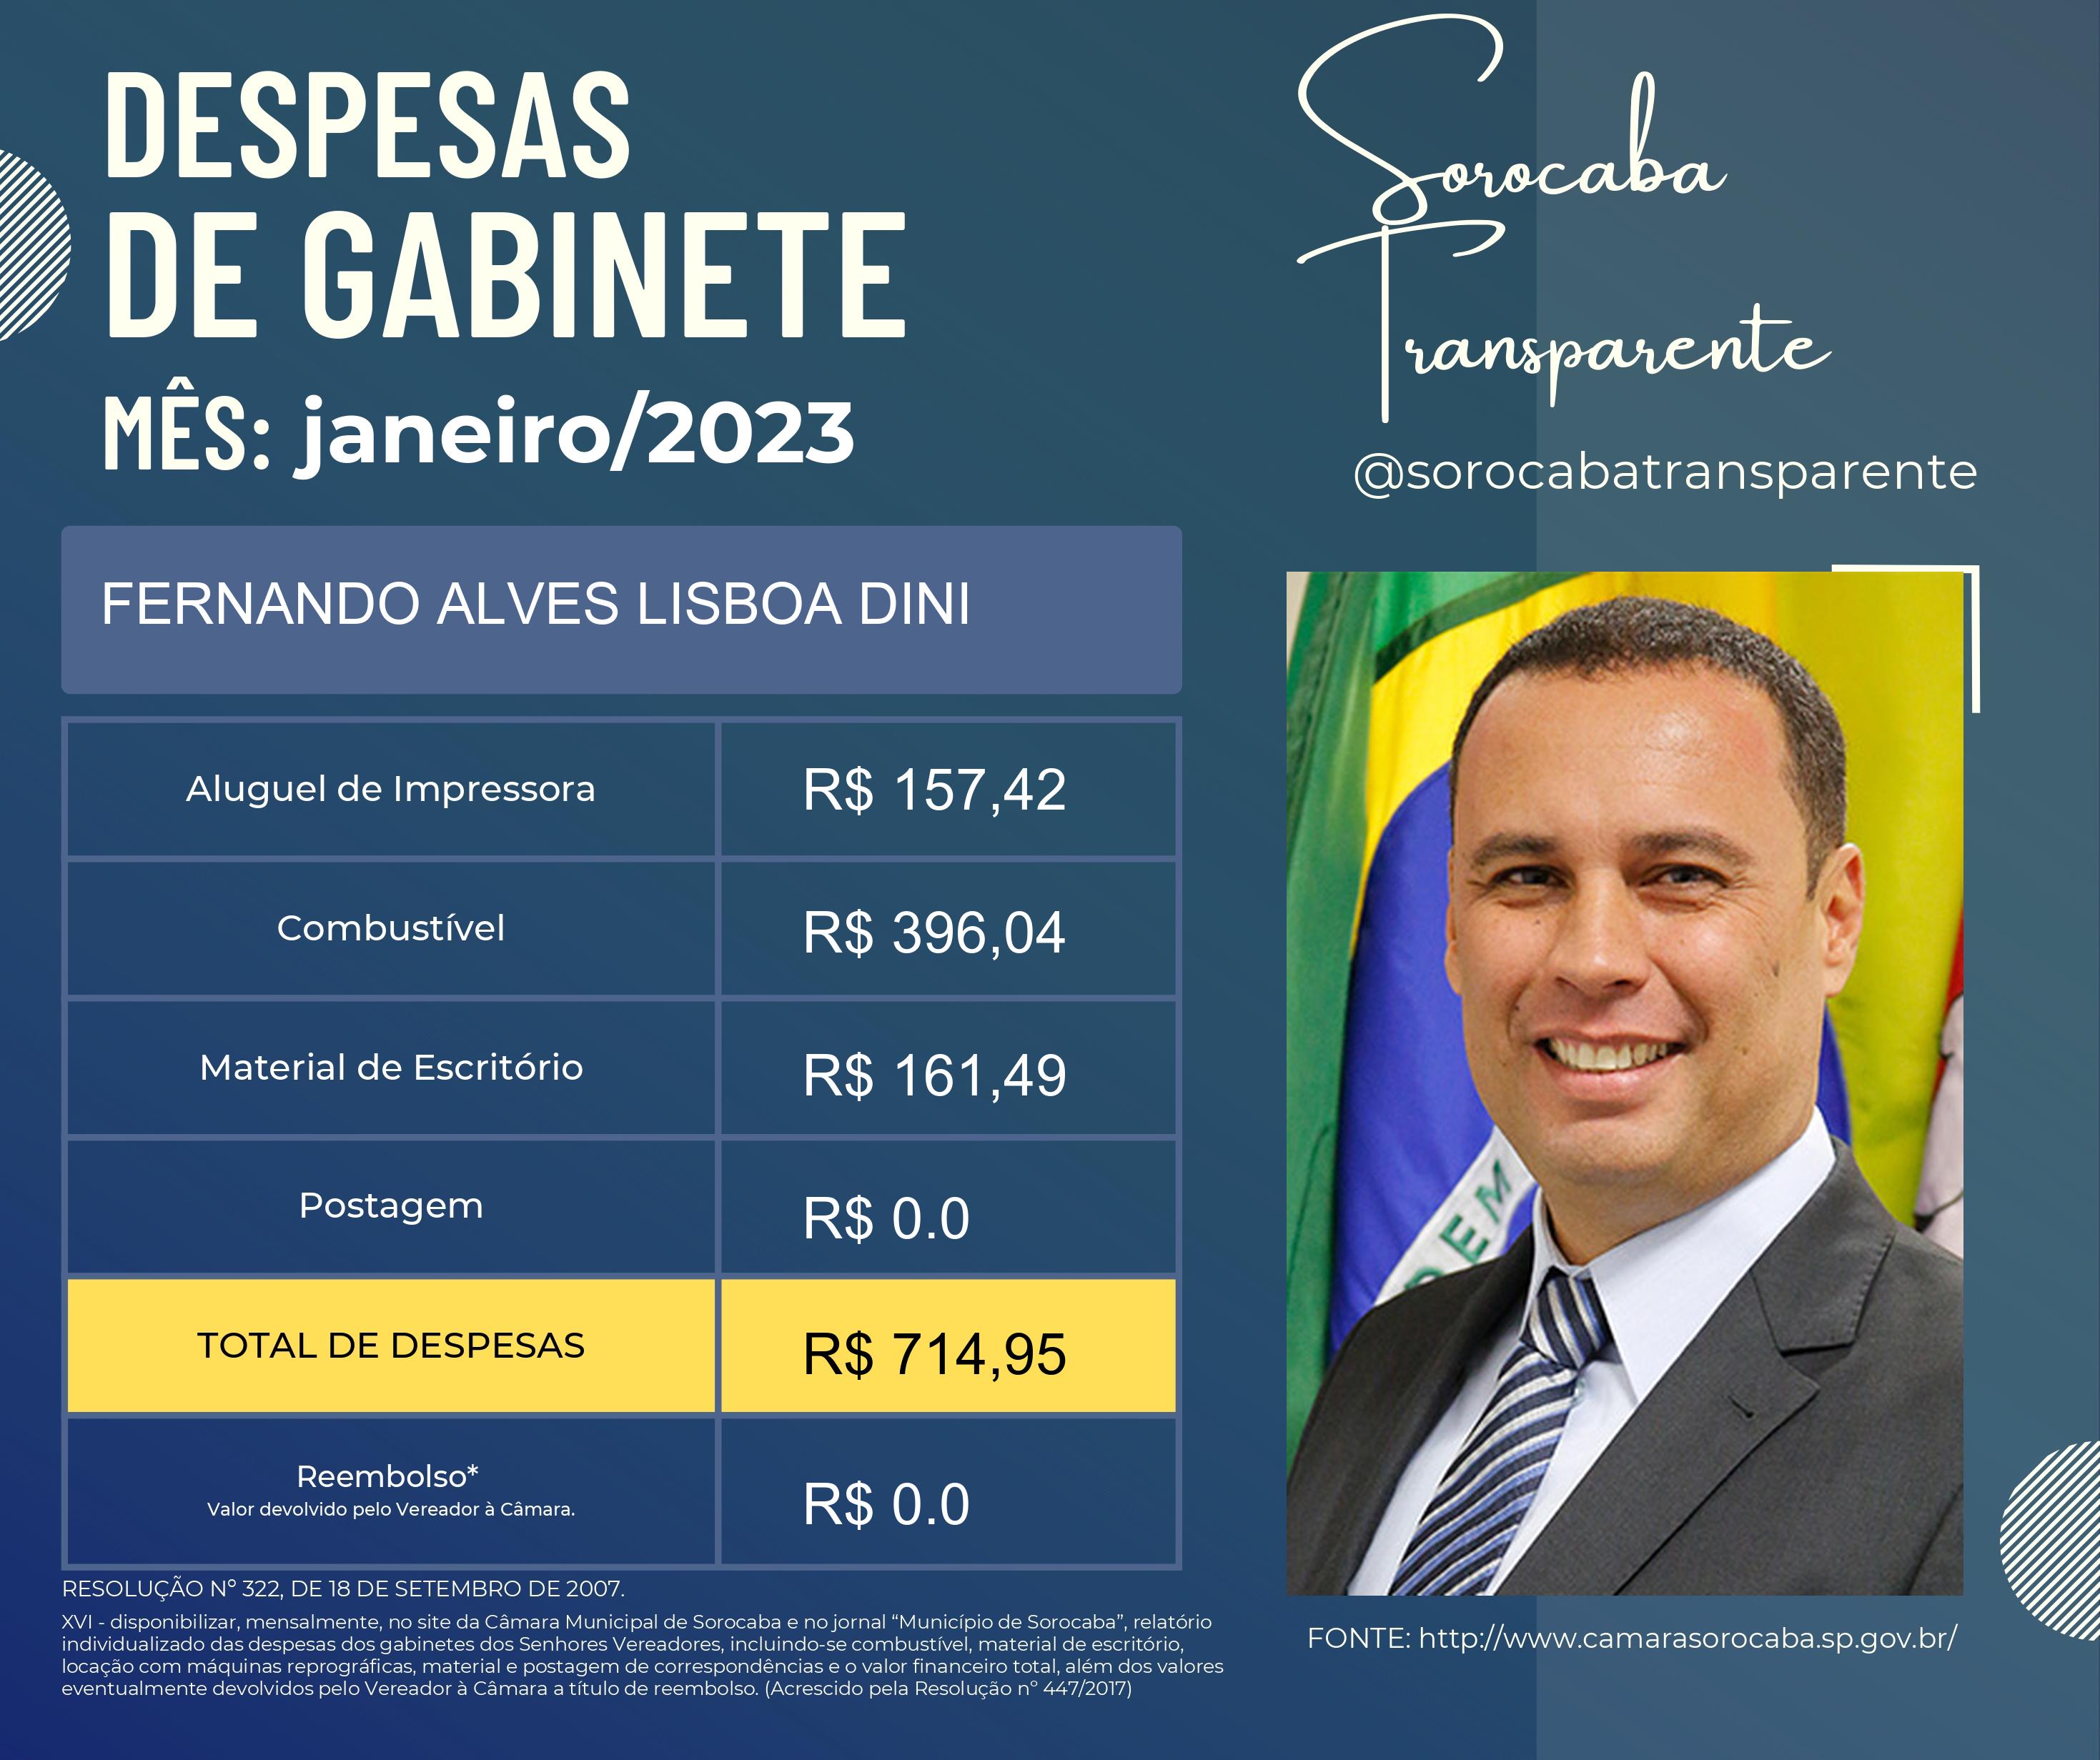 DESPESAS
DE GABINETE
MÊS: janeiro/2023
Sorocaba
Transparente
@sorocabatransparente
FERNANDO ALVES LISBOA DINI
Aluguel de Impressora R$ 157,42
Combustível R$ 396,04
Material de Escritório R$ 161,49
Postagem R$ 0.0
TOTAL DE DESPESAS R$ 714,95
Reembolso* R$ 0.0
Valor devolvido pelo Vereador à Câmara.
RESOLUÇÃO Nº 322, DE 18 DE SETEMBRO DE 2007.
XVI - disponibilizar, mensalmente, no site da Câmara Municipal de Sorocaba e no jornal “Município de Sorocaba”, relatório
individualizado das despesas dos gabinetes dos Senhores Vereadores, incluindo-se combustível, material de escritório,
locação com máquinas reprográficas, material e postagem de correspondências e o valor financeiro total, além dos valores
eventualmente devolvidos pelo Vereador à Câmara a título de reembolso. (Acrescido pela Resolução nº 447/2017)
DEM
FONTE: http://www.camarasorocaba.sp.gov.br/